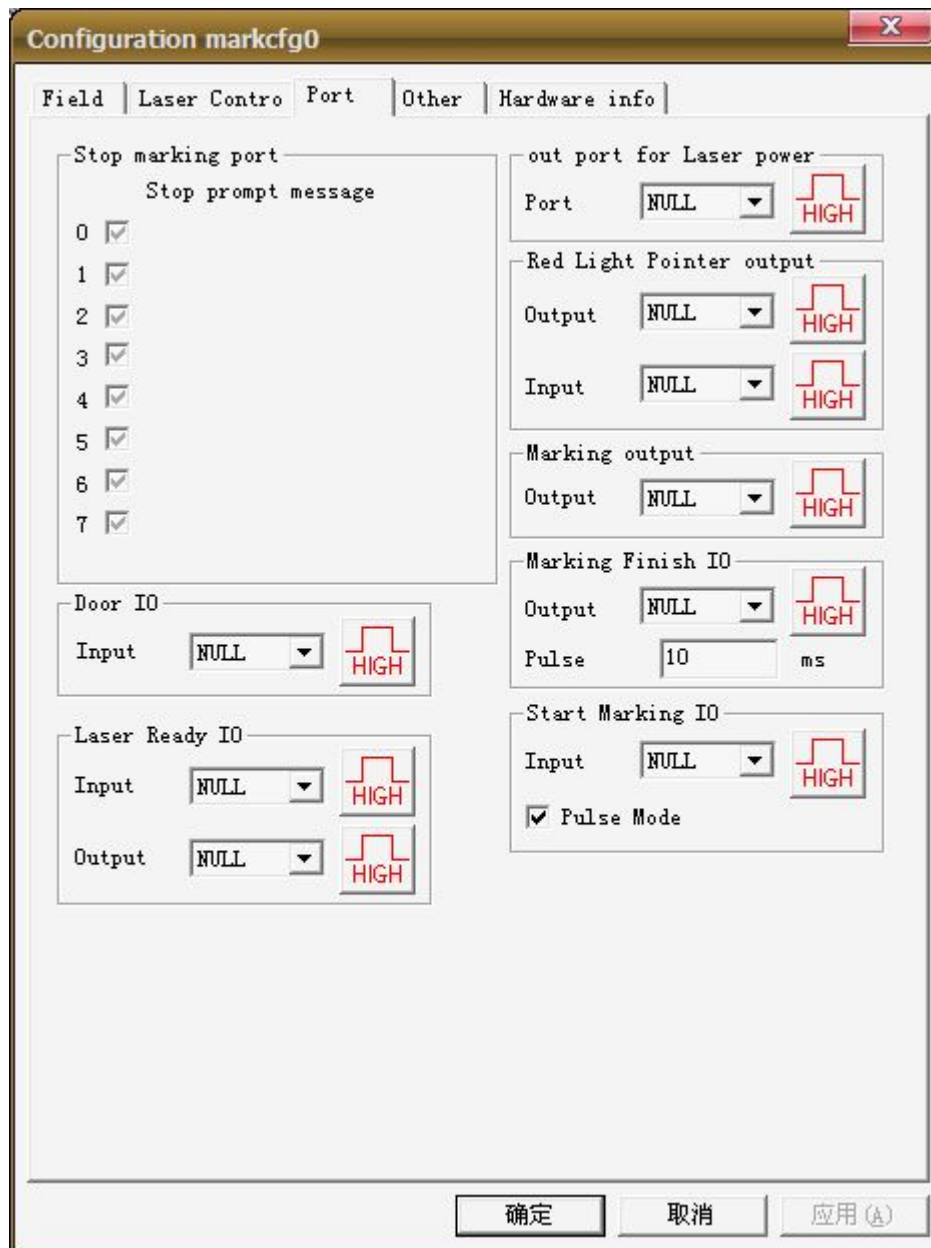 Configuration markcfg0
Field
Laser Contro
Port
Other
Hardware info
Stop marking port
Stop prompt message
0
1
2
3
4
5
6
7
Door IO
Input NULL HIGH
Laser Ready IO
Input NULL HIGH
Output NULL HIGH
out port for Laser power
Port NULL HIGH
Red Light Pointer output
Output NULL HIGH
Input NULL HIGH
Marking output
Output NULL HIGH
Marking Finish IO
Output NULL HIGH
Pulse 10 ms
Start Marking IO
Input NULL HIGH
Pulse Mode
确定
取消
应用(A)